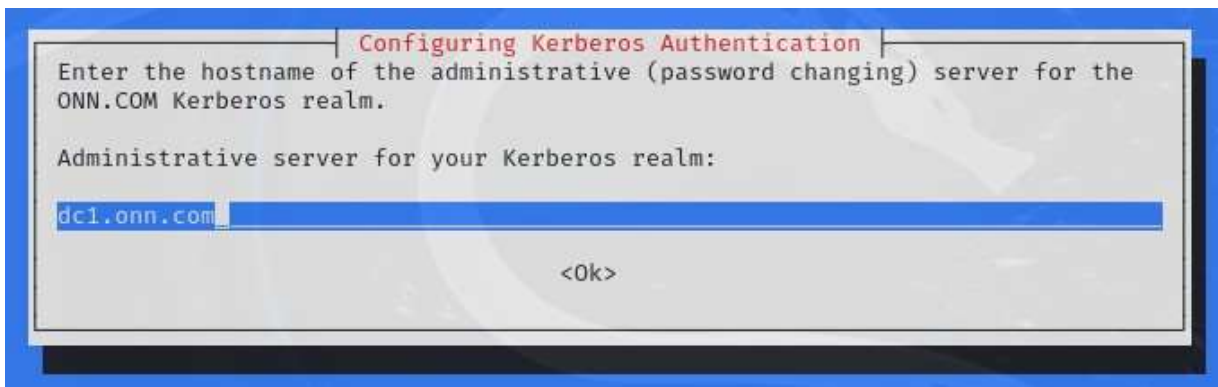 Configuring Kerberos Authentication
Enter the hostname of the administrative (password changing) server for the
ONN.COM Kerberos realm.
Administrative server for your Kerberos realm:
dc1.onn.com
<Ok>